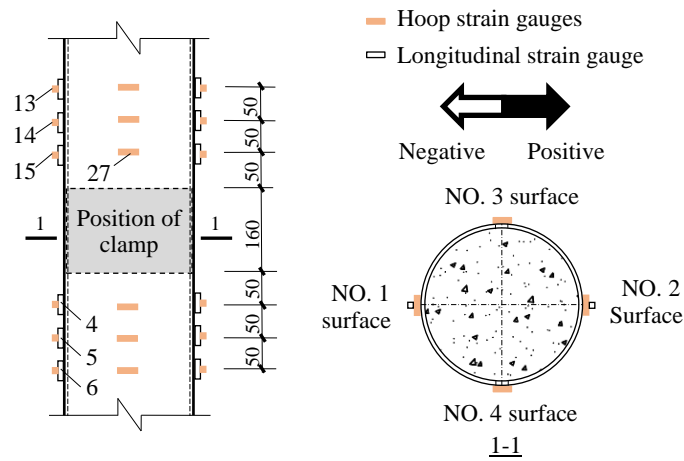 Hoop strain gauges
Longitudinal strain gauge
Negative
Positive
13
14
15
27
50
50
50
1
Position of
clamp
1
160
4
5
6
50
50
50
NO. 3 surface
NO. 1
surface
NO. 2
Surface
NO. 4 surface
1-1